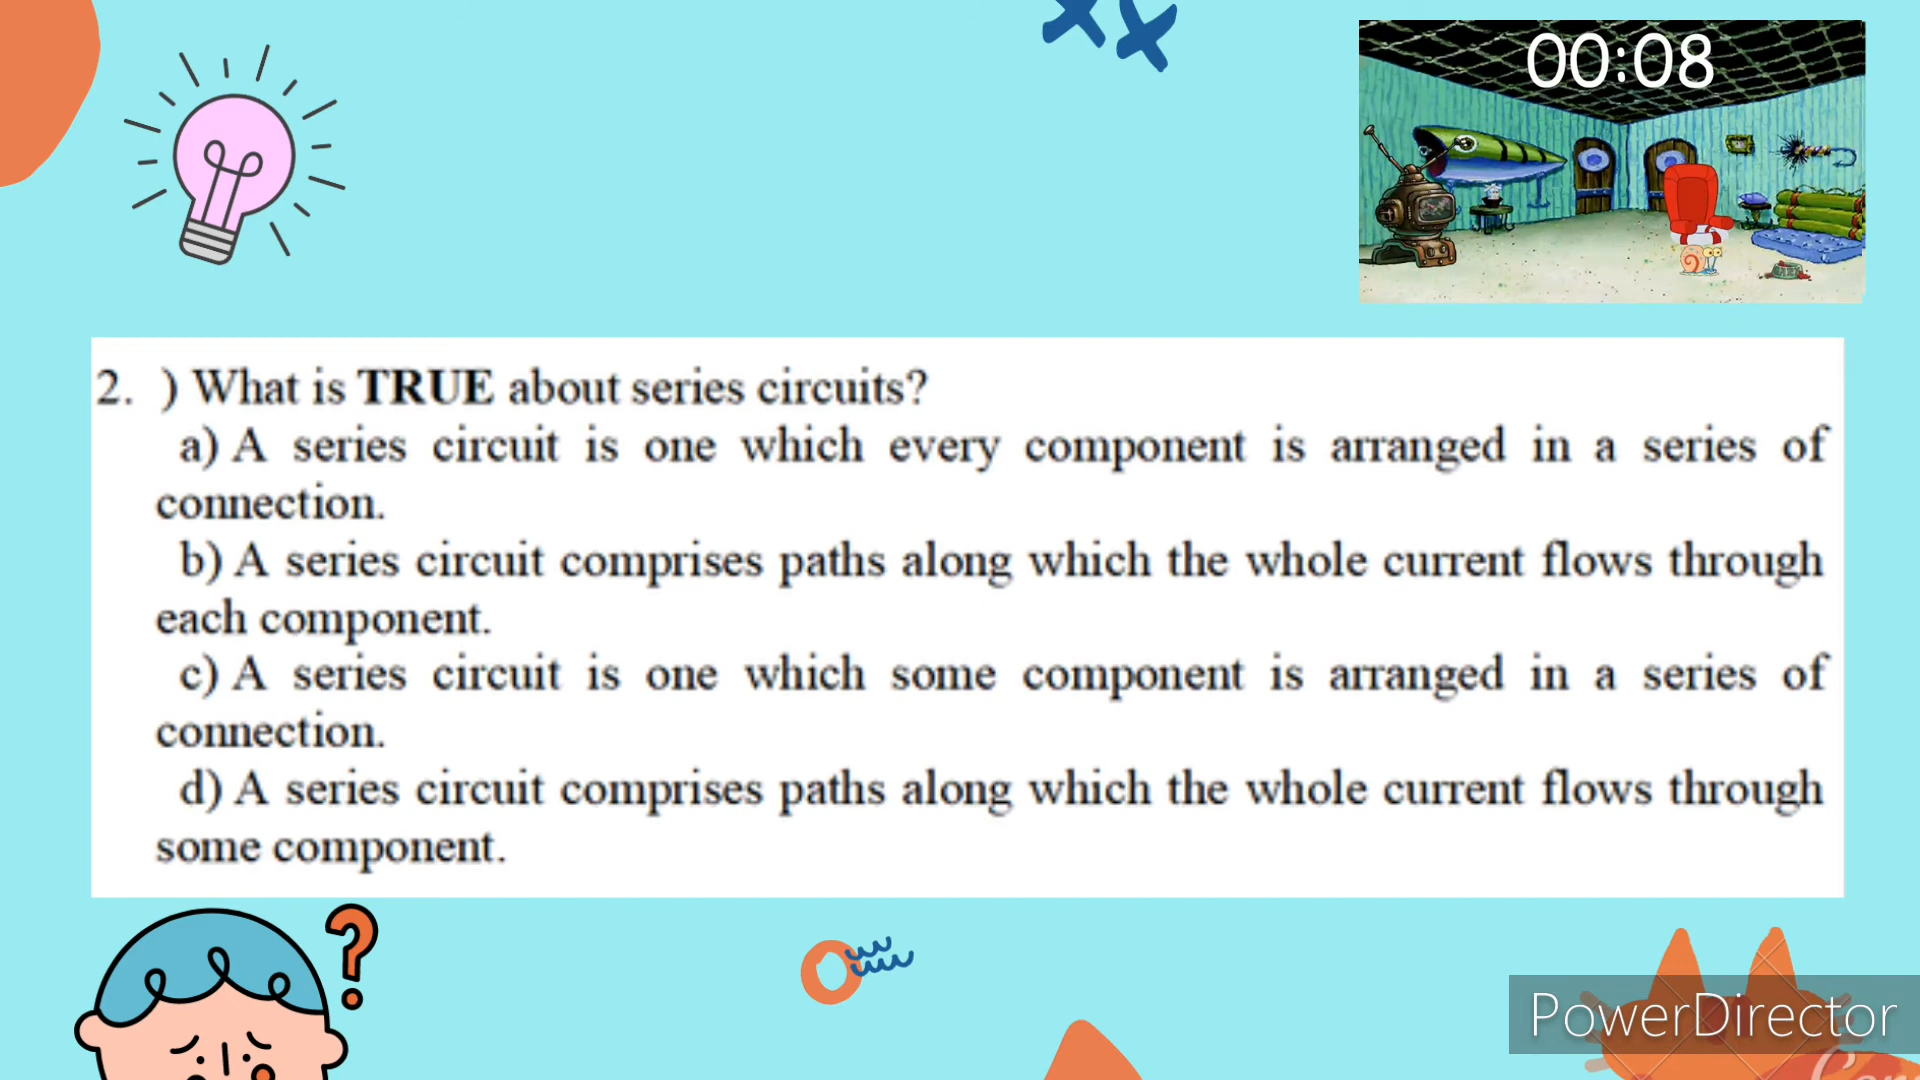 00:08
2. ) What is TRUE about series circuits?
a) A series circuit is one which every component is arranged in a series of
connection.
b) A series circuit comprises paths along which the whole current flows through
each component.
c) A series circuit is one which some component is arranged in a series of
connection.
d) A series circuit comprises paths along which the whole current flows through
some component.
?
PowerDirector